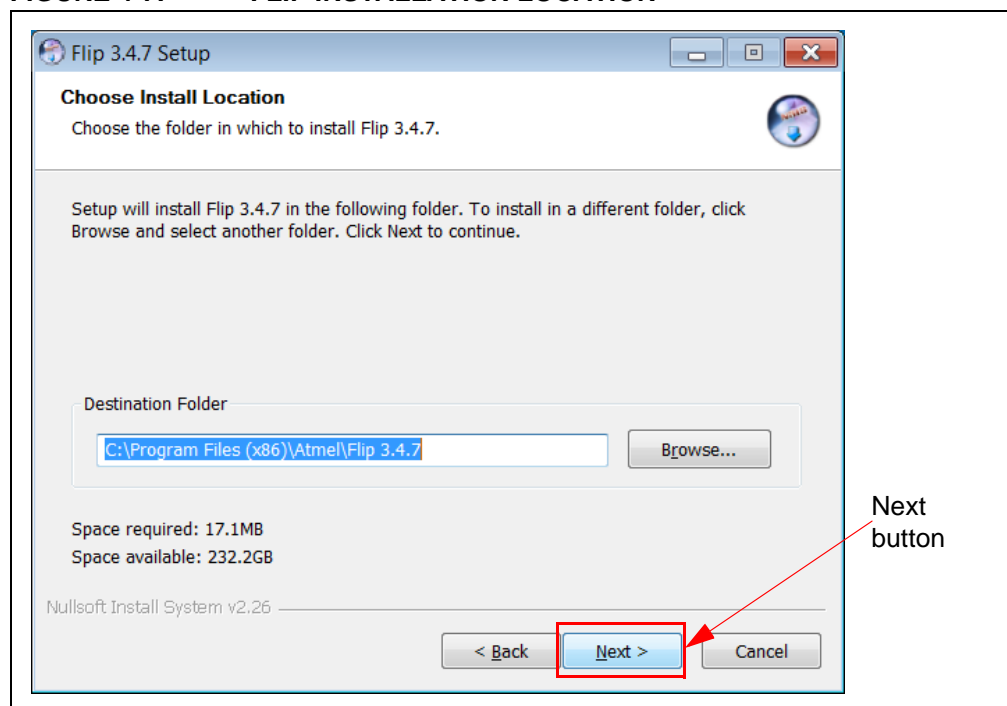 Flip 3.4.7 Setup
Choose Install Location
Choose the folder in which to install Flip 3.4.7.
Setup will install Flip 3.4.7 in the following folder. To install in a different folder, click
Browse and select another folder. Click Next to continue.
Destination Folder
C:\Program Files (x86)\Atmel\Flip 3.4.7
Browse...
Space required: 17.1MB
Space available: 232.2GB
Next
button
Nullsoft Install System v2.26
< Back
Next >
Cancel